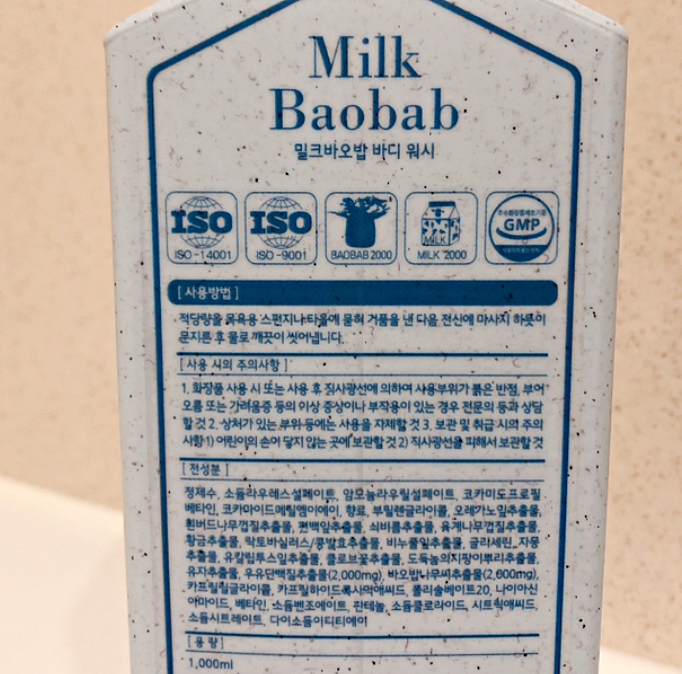 Milk
Baobab
밀크바오밥 바디 워시
ISO ISO MILK GMP
ISO-14001 ISO-9001 BAOBAB 2000 MILK 2000
[ 사용방법 ]
적당량을 목욕용 스펀지나 타올에 묻혀 거품을 낸 다음 전신에 마사지 하듯이
문지른 후 물로 깨끗이 씻어냅니다.
[ 사용 시의 주의사항 ]
1. 화장품 사용 시 또는 사용 후 직사광선에 의하여 사용부위가 붉은 반점, 부어
오름 또는 가려움증 등의 이상 증상이나 부작용이 있는 경우 전문의 등과 상담
할 것 2. 상처가 있는 부위 등에는 사용을 자제할 것 3. 보관 및 취급 시의 주의
사항 1) 어린이의 손이 닿지 않는 곳에 보관할 것 2) 직사광선을 피해서 보관할 것
[ 전성분 ]
정제수, 소듐라우레스설페이트, 암모늄라우릴설페이트, 코카미도프로필
베타인, 코카마이드메틸엠이에이, 향료, 부틸렌글라이콜, 오레가노잎추출물,
흰버드나무껍질추출물, 편백잎추출물, 쇠비름추출물, 육계나무껍질추출물,
황금추출물, 락토바실러스/콩발효추출물, 비누풀잎추출물, 글리세린, 자몽
추출물, 유칼립투스잎추출물, 클로브꽃추출물, 도둑놈의지팡이뿌리추출물,
유자추출물, 우유단백질추출물(2,000mg), 바오밥나무씨추출물(2,000mg),
카프릴릴글라이콜, 카프릴하이드록사믹애씨드, 폴리솔베이트20, 나이아신
아마이드, 베타인, 소듐벤조에이트, 판테놀, 소듐클로라이드, 시트릭애씨드,
소듐시트레이트, 다이소듐이디티에이
[ 용 량 ]
1,000ml